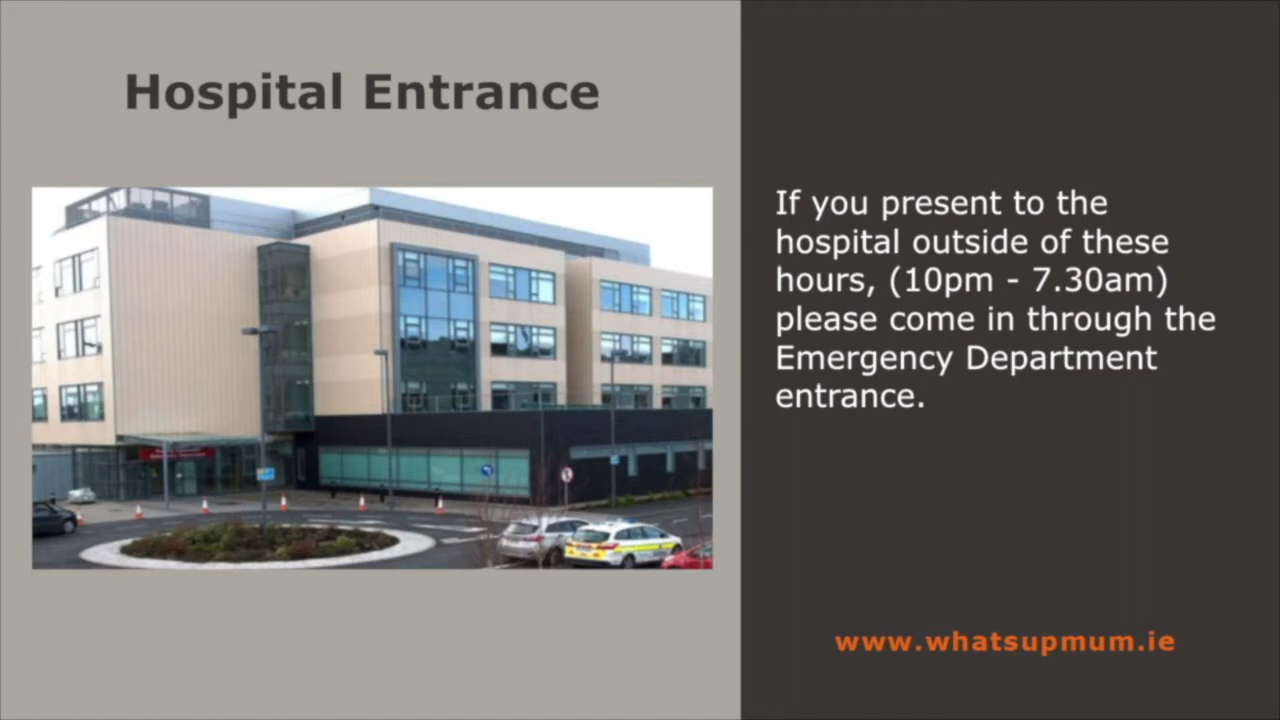 Hospital Entrance
If you present to the
hospital outside of these
hours, (10pm - 7.30am)
please come in through the
Emergency Department
entrance.
www.whatsupmum.ie